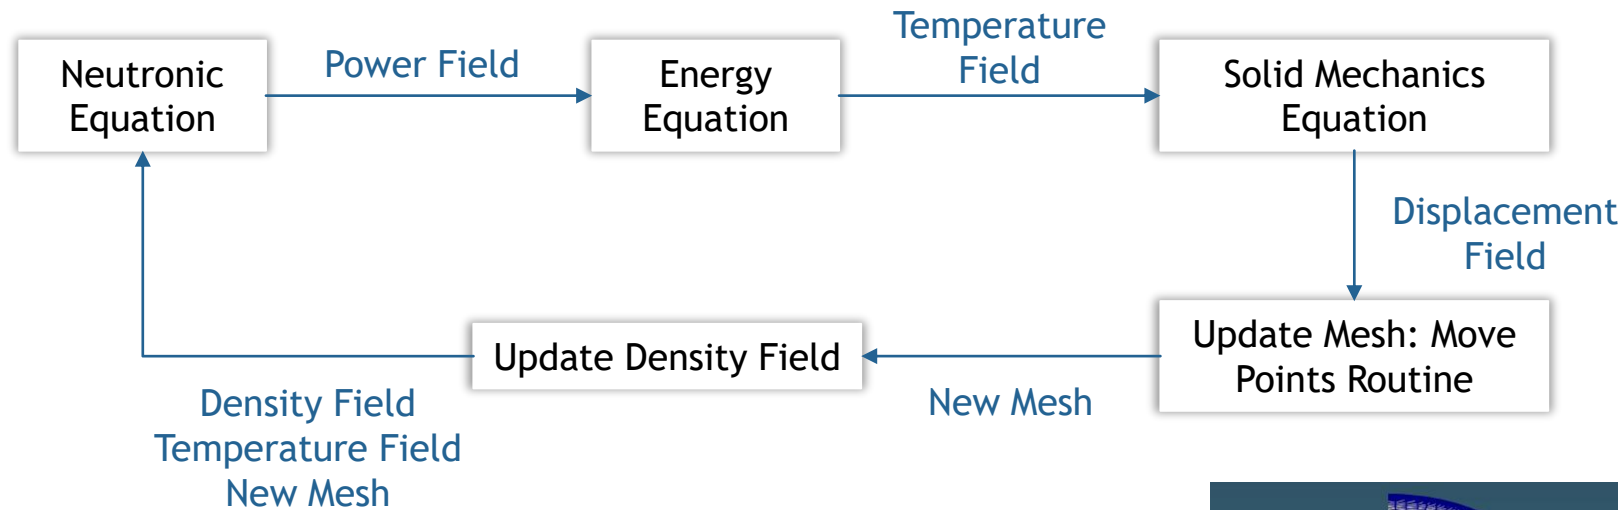 Neutronic
Equation
Power Field
Energy
Equation
Temperature
Field
Solid Mechanics
Equation
Displacement
Field
Update Mesh: Move
Points Routine
New Mesh
Update Density Field
Density Field
Temperature Field
New Mesh